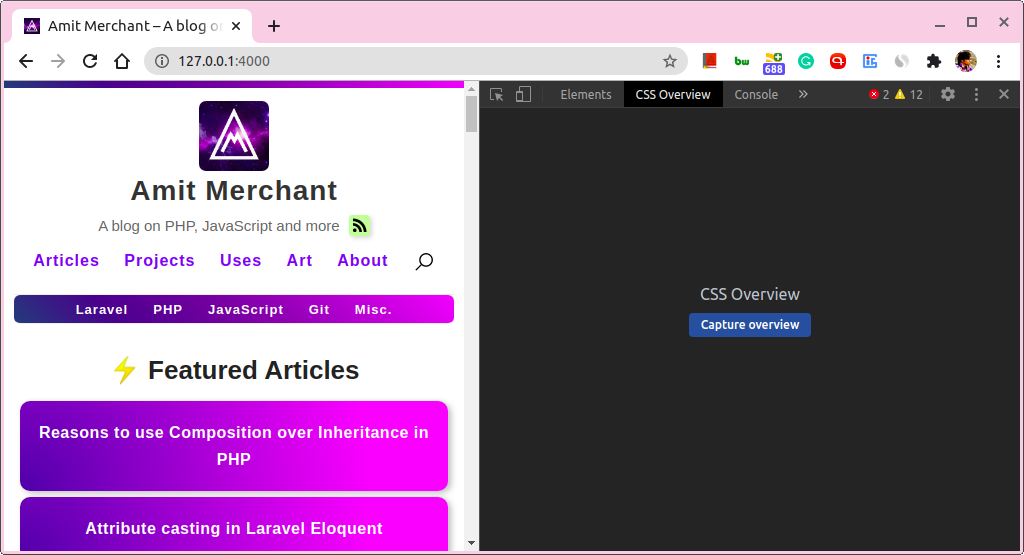 Amit Merchant – A blog o
127.0.0.1:4000
bw
688
Elements
CSS Overview
Console
2
12
Amit Merchant
A blog on PHP, JavaScript and more
Articles
Projects
Uses
Art
About
Laravel
PHP
JavaScript
Git
Misc.
CSS Overview
Capture overview
⚡ Featured Articles
Reasons to use Composition over Inheritance in
PHP
Attribute casting in Laravel Eloquent